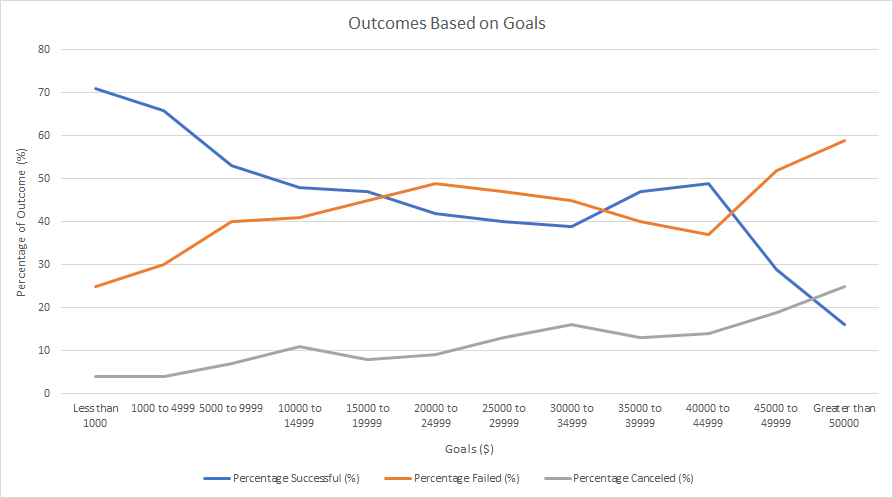 Outcomes Based on Goals
80
70
60
50
40
30
20
10
0
Percentage of Outcome (%)
Less than 1000
1000 to 4999
5000 to 9999
10000 to 14999
15000 to 19999
20000 to 24999
25000 to 29999
30000 to 34999
35000 to 39999
40000 to 44999
45000 to 49999
Greater than 50000
Goals ($)
Percentage Successful (%)
Percentage Failed (%)
Percentage Canceled (%)